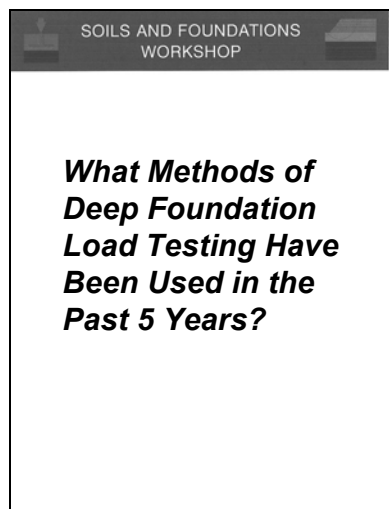 SOILS AND FOUNDATIONS
WORKSHOP
What Methods of
Deep Foundation
Load Testing Have
Been Used in the
Past 5 Years?